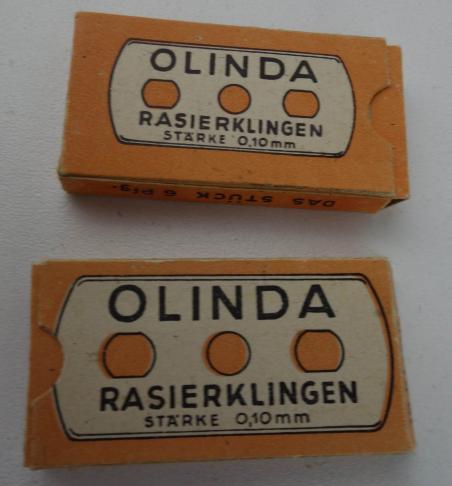 OLINDA
RASIERKLINGEN
STÄRKE 0,10mm
DAS STÜCK 6 Pfg.
OLINDA
RASIERKLINGEN
STÄRKE 0,10mm